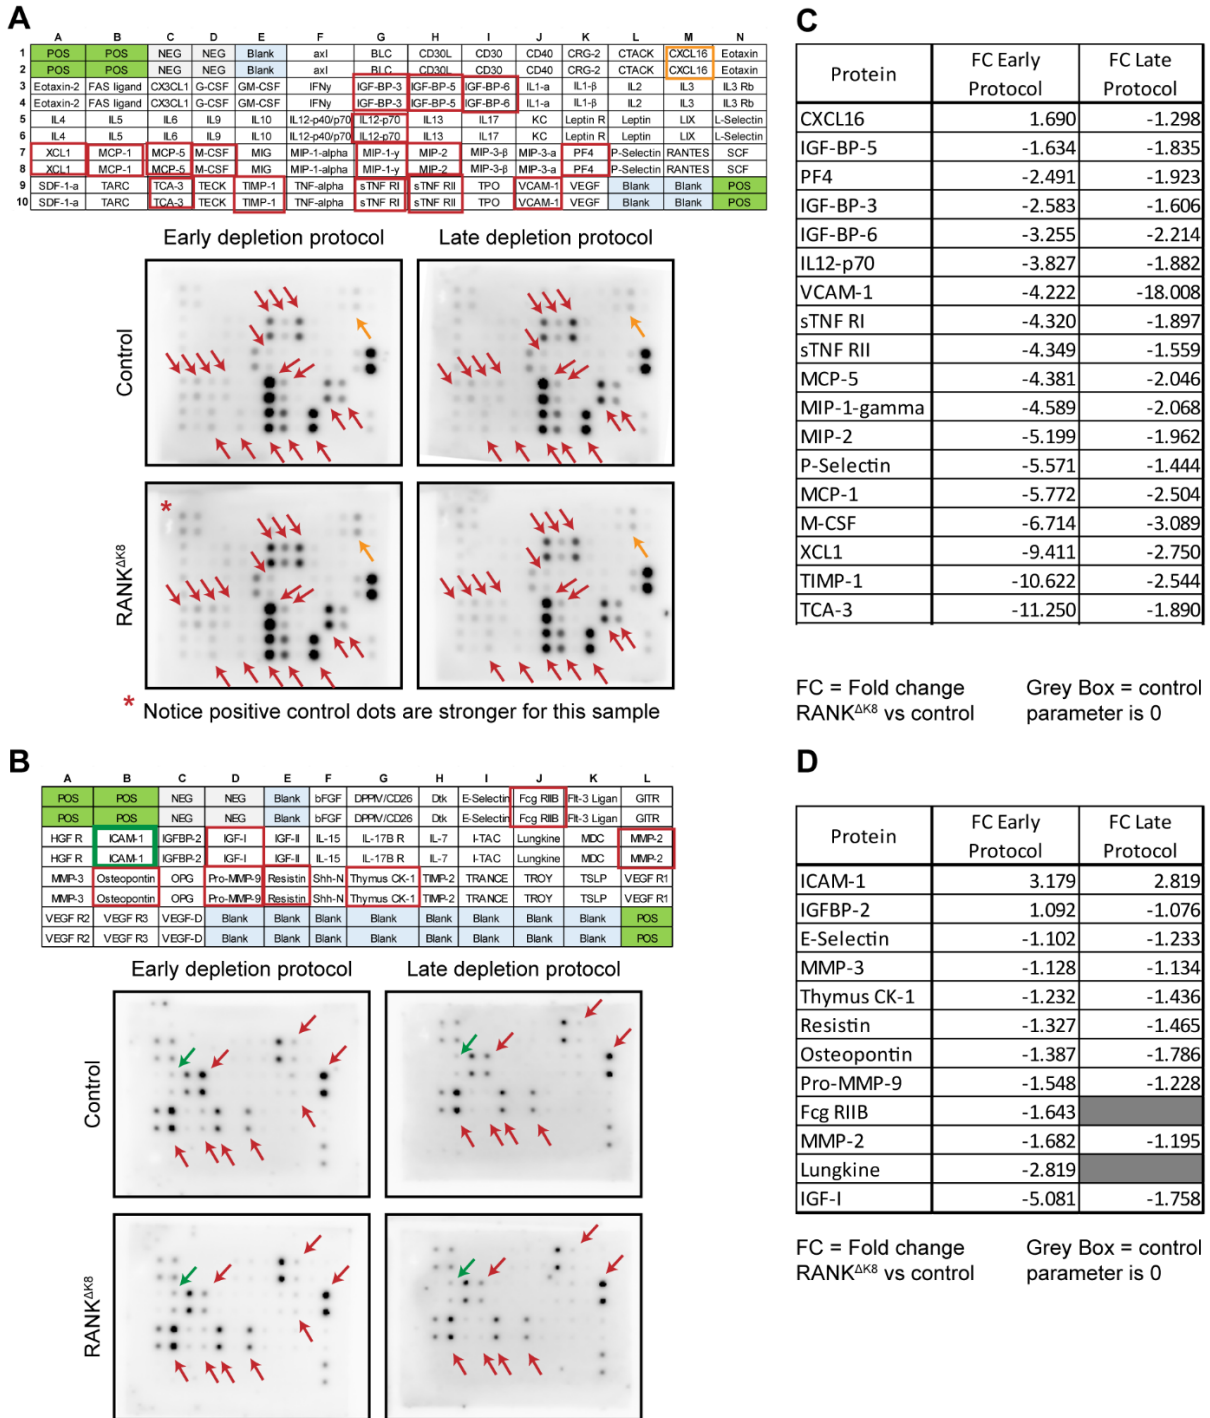 A
A B C D E F G H I J K L M N
1 POS POS NEG NEG Blank axl BLC CD30L CD30 CD40 CRG-2 CTACK CXCL16 Eotaxin
2 POS POS NEG NEG Blank axl BLC CD30L CD30 CD40 CRG-2 CTACK CXCL16 Eotaxin
3 Eotaxin-2 FAS ligand CX3CL1 G-CSF GM-CSF IFNγ IGF-BP-3 IGF-BP-5 IGF-BP-6 IL1-a IL1-β IL2 IL3 IL3 Rb
4 Eotaxin-2 FAS ligand CX3CL1 G-CSF GM-CSF IFNγ IGF-BP-3 IGF-BP-5 IGF-BP-6 IL1-a IL1-β IL2 IL3 IL3 Rb
5 IL4 IL5 IL6 IL9 IL10 IL12-p40/p70 IL12-p70 IL13 IL17 KC Leptin R Leptin LIX L-Selectin
6 IL4 IL5 IL6 IL9 IL10 IL12-p40/p70 IL12-p70 IL13 IL17 KC Leptin R Leptin LIX L-Selectin
7 XCL1 MCP-1 MCP-5 M-CSF MIG MIP-1-alpha MIP-1-γ MIP-2 MIP-3-β MIP-3-a PF4 P-Selectin RANTES SCF
8 XCL1 MCP-1 MCP-5 M-CSF MIG MIP-1-alpha MIP-1-γ MIP-2 MIP-3-β MIP-3-a PF4 P-Selectin RANTES SCF
9 SDF-1-a TARC TCA-3 TECK TIMP-1 TNF-alpha sTNF RI sTNF RII TPO VCAM-1 VEGF Blank Blank POS
10 SDF-1-a TARC TCA-3 TECK TIMP-1 TNF-alpha sTNF RI sTNF RII TPO VCAM-1 VEGF Blank Blank POS
Early depletion protocol Late depletion protocol
Control
RANK^ΔK8
*
* Notice positive control dots are stronger for this sample
B
A B C D E F G H I J K L
POS POS NEG NEG Blank bFGF DPPIV/CD26 Dtk E-Selectin Fcg RIIB Flt-3 Ligan GITR
POS POS NEG NEG Blank bFGF DPPIV/CD26 Dtk E-Selectin Fcg RIIB Flt-3 Ligan GITR
HGF R ICAM-1 IGFBP-2 IGF-I IGF-II IL-15 IL-17B R IL-7 I-TAC Lungkine MDC MMP-2
HGF R ICAM-1 IGFBP-2 IGF-I IGF-II IL-15 IL-17B R IL-7 I-TAC Lungkine MDC MMP-2
MMP-3 Osteopontin OPG Pro-MMP-9 Resistin Shh-N Thymus CK-1 TIMP-2 TRANCE TROY TSLP VEGF R1
MMP-3 Osteopontin OPG Pro-MMP-9 Resistin Shh-N Thymus CK-1 TIMP-2 TRANCE TROY TSLP VEGF R1
VEGF R2 VEGF R3 VEGF-D Blank Blank Blank Blank Blank Blank Blank Blank POS
VEGF R2 VEGF R3 VEGF-D Blank Blank Blank Blank Blank Blank Blank Blank POS
Early depletion protocol Late depletion protocol
Control
RANK^ΔK8
C
Protein FC Early Protocol FC Late Protocol
CXCL16 1.690 -1.298
IGF-BP-5 -1.634 -1.835
PF4 -2.491 -1.923
IGF-BP-3 -2.583 -1.606
IGF-BP-6 -3.255 -2.214
IL12-p70 -3.827 -1.882
VCAM-1 -4.222 -18.008
sTNF RI -4.320 -1.897
sTNF RII -4.349 -1.559
MCP-5 -4.381 -2.046
MIP-1-gamma -4.589 -2.068
MIP-2 -5.199 -1.962
P-Selectin -5.571 -1.444
MCP-1 -5.772 -2.504
M-CSF -6.714 -3.089
XCL1 -9.411 -2.750
TIMP-1 -10.622 -2.544
TCA-3 -11.250 -1.890
FC = Fold change Grey Box = control
RANK^ΔK8 vs control parameter is 0
D
Protein FC Early Protocol FC Late Protocol
ICAM-1 3.179 2.819
IGFBP-2 1.092 -1.076
E-Selectin -1.102 -1.233
MMP-3 -1.128 -1.134
Thymus CK-1 -1.232 -1.436
Resistin -1.327 -1.465
Osteopontin -1.387 -1.786
Pro-MMP-9 -1.548 -1.228
Fcg RIIB -1.643
MMP-2 -1.682 -1.195
Lungkine -2.819
IGF-I -5.081 -1.758
FC = Fold change Grey Box = control
RANK^ΔK8 vs control parameter is 0